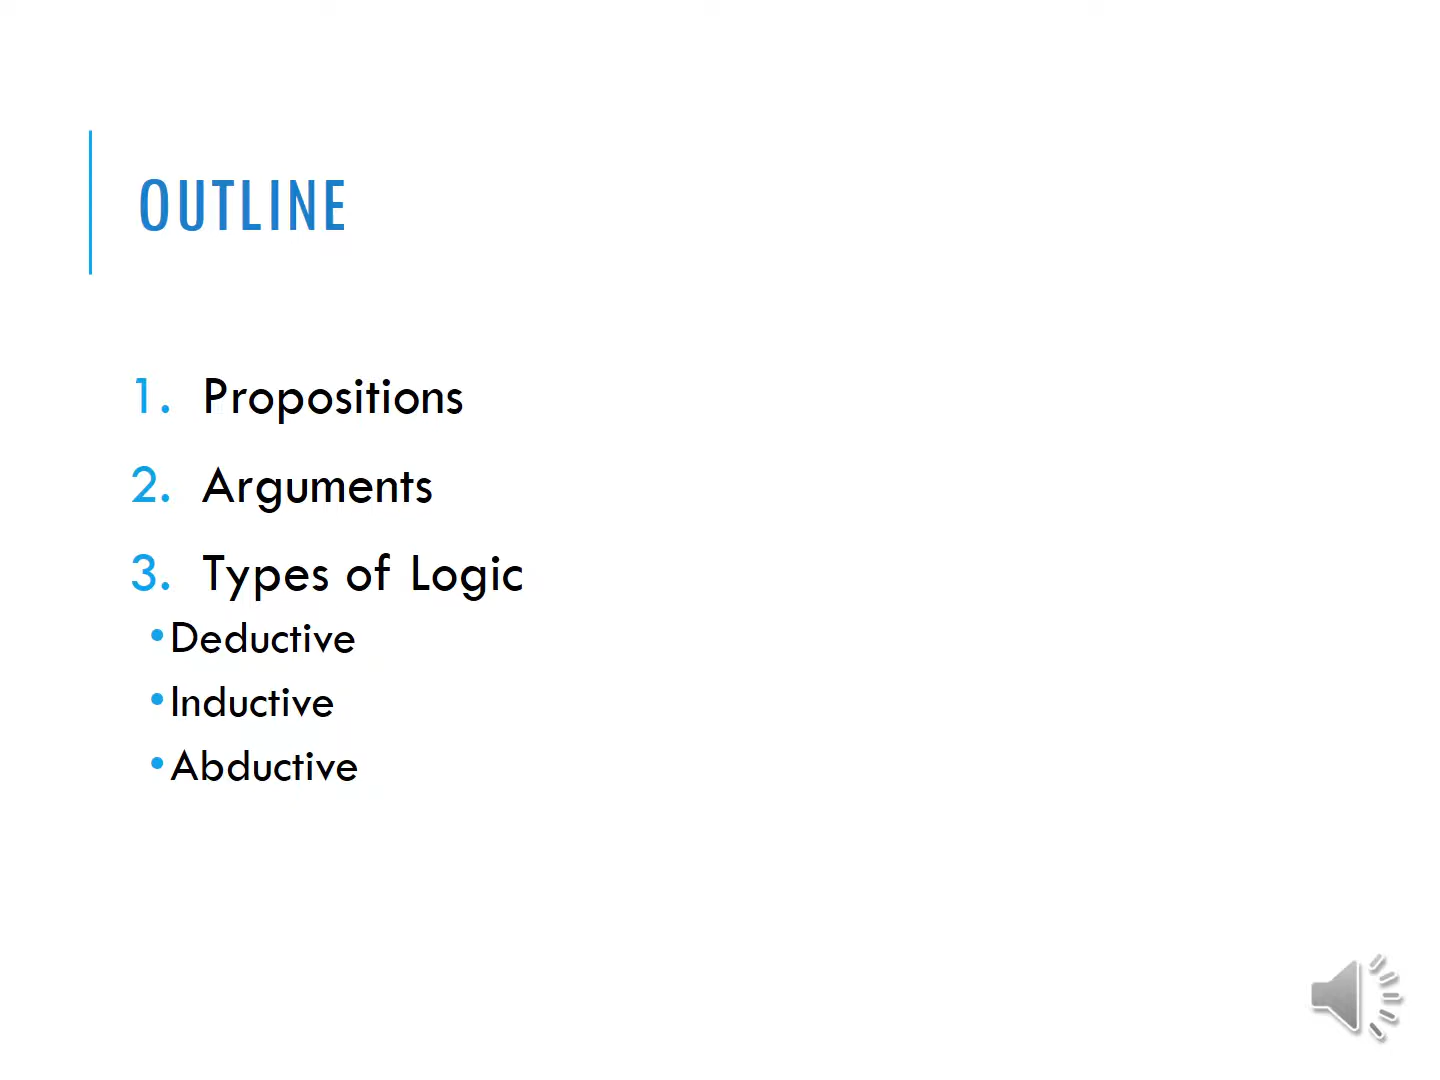 OUTLINE
1. Propositions
2. Arguments
3. Types of Logic
•Deductive
•Inductive
•Abductive